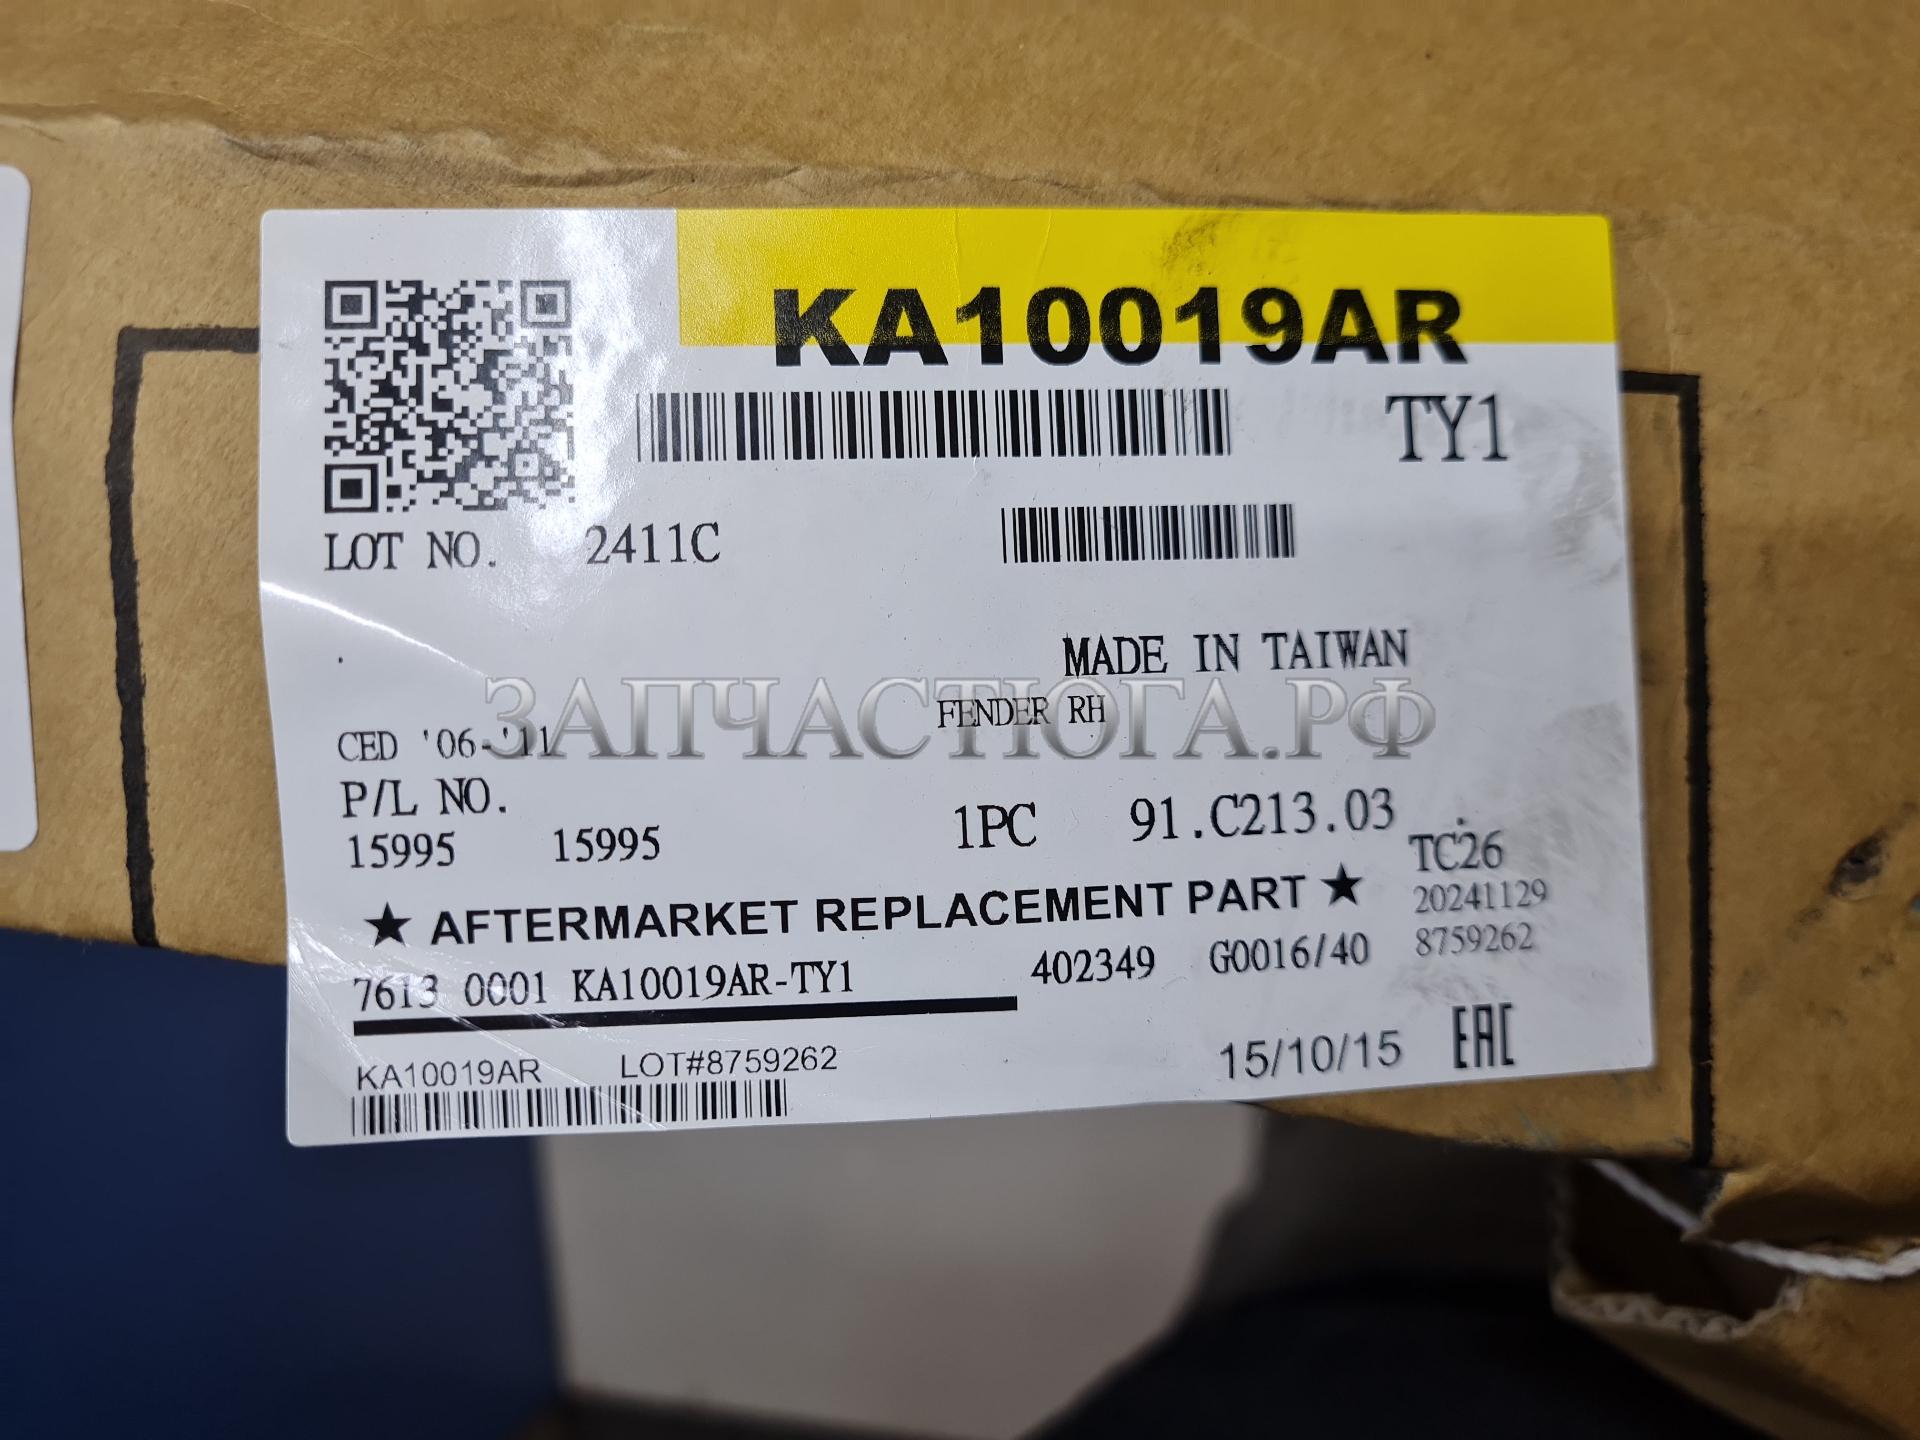 KA10019AR
TY1
LOT NO. 2411C
MADE IN TAIWAN
FENDER RH
CED '06-'11
ЗАПЧАСТЮГА.РФ
P/L NO.
15995 15995
1PC 91.C213.03
TC26
★ AFTERMARKET REPLACEMENT PART ★
20241129
7613 0001 KA10019AR-TY1
402349 G0016/40
8759262
KA10019AR LOT#8759262
15/10/15 EAC